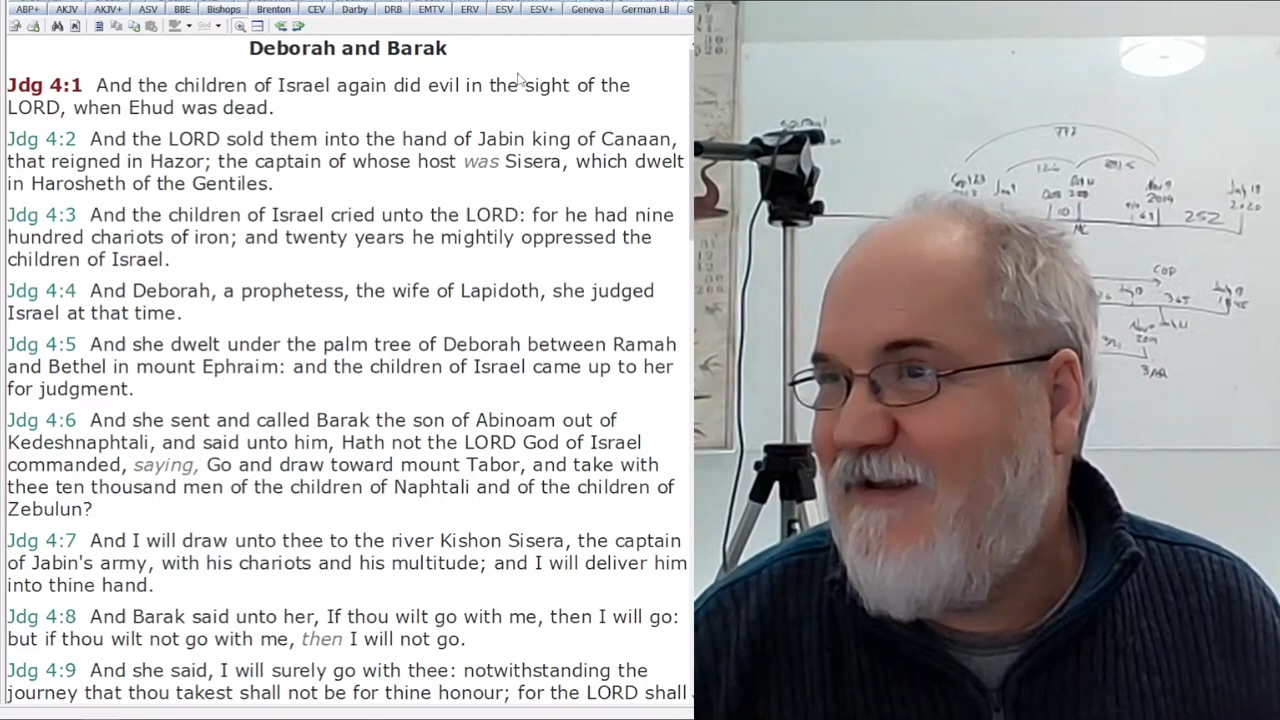 ABP+ AKJV AKJV+ ASV BBE Bishops Brenton CEV Darby DRB EMTV ERV ESV ESV+ Geneva German LB G
Deborah and Barak
Jdg 4:1 And the children of Israel again did evil in the sight of the
LORD, when Ehud was dead.
Jdg 4:2 And the LORD sold them into the hand of Jabin king of Canaan,
that reigned in Hazor; the captain of whose host was Sisera, which dwelt
in Harosheth of the Gentiles.
Jdg 4:3 And the children of Israel cried unto the LORD: for he had nine
hundred chariots of iron; and twenty years he mightily oppressed the
children of Israel.
Jdg 4:4 And Deborah, a prophetess, the wife of Lapidoth, she judged
Israel at that time.
Jdg 4:5 And she dwelt under the palm tree of Deborah between Ramah
and Bethel in mount Ephraim: and the children of Israel came up to her
for judgment.
Jdg 4:6 And she sent and called Barak the son of Abinoam out of
Kedeshnaphtali, and said unto him, Hath not the LORD God of Israel
commanded, saying, Go and draw toward mount Tabor, and take with
thee ten thousand men of the children of Naphtali and of the children of
Zebulun?
Jdg 4:7 And I will draw unto thee to the river Kishon Sisera, the captain
of Jabin's army, with his chariots and his multitude; and I will deliver him
into thine hand.
Jdg 4:8 And Barak said unto her, If thou wilt go with me, then I will go:
but if thou wilt not go with me, then I will not go.
Jdg 4:9 And she said, I will surely go with thee: notwithstanding the
journey that thou takest shall not be for thine honour; for the LORD shall
777
Nov 9
2019
July 18
2020
252
365